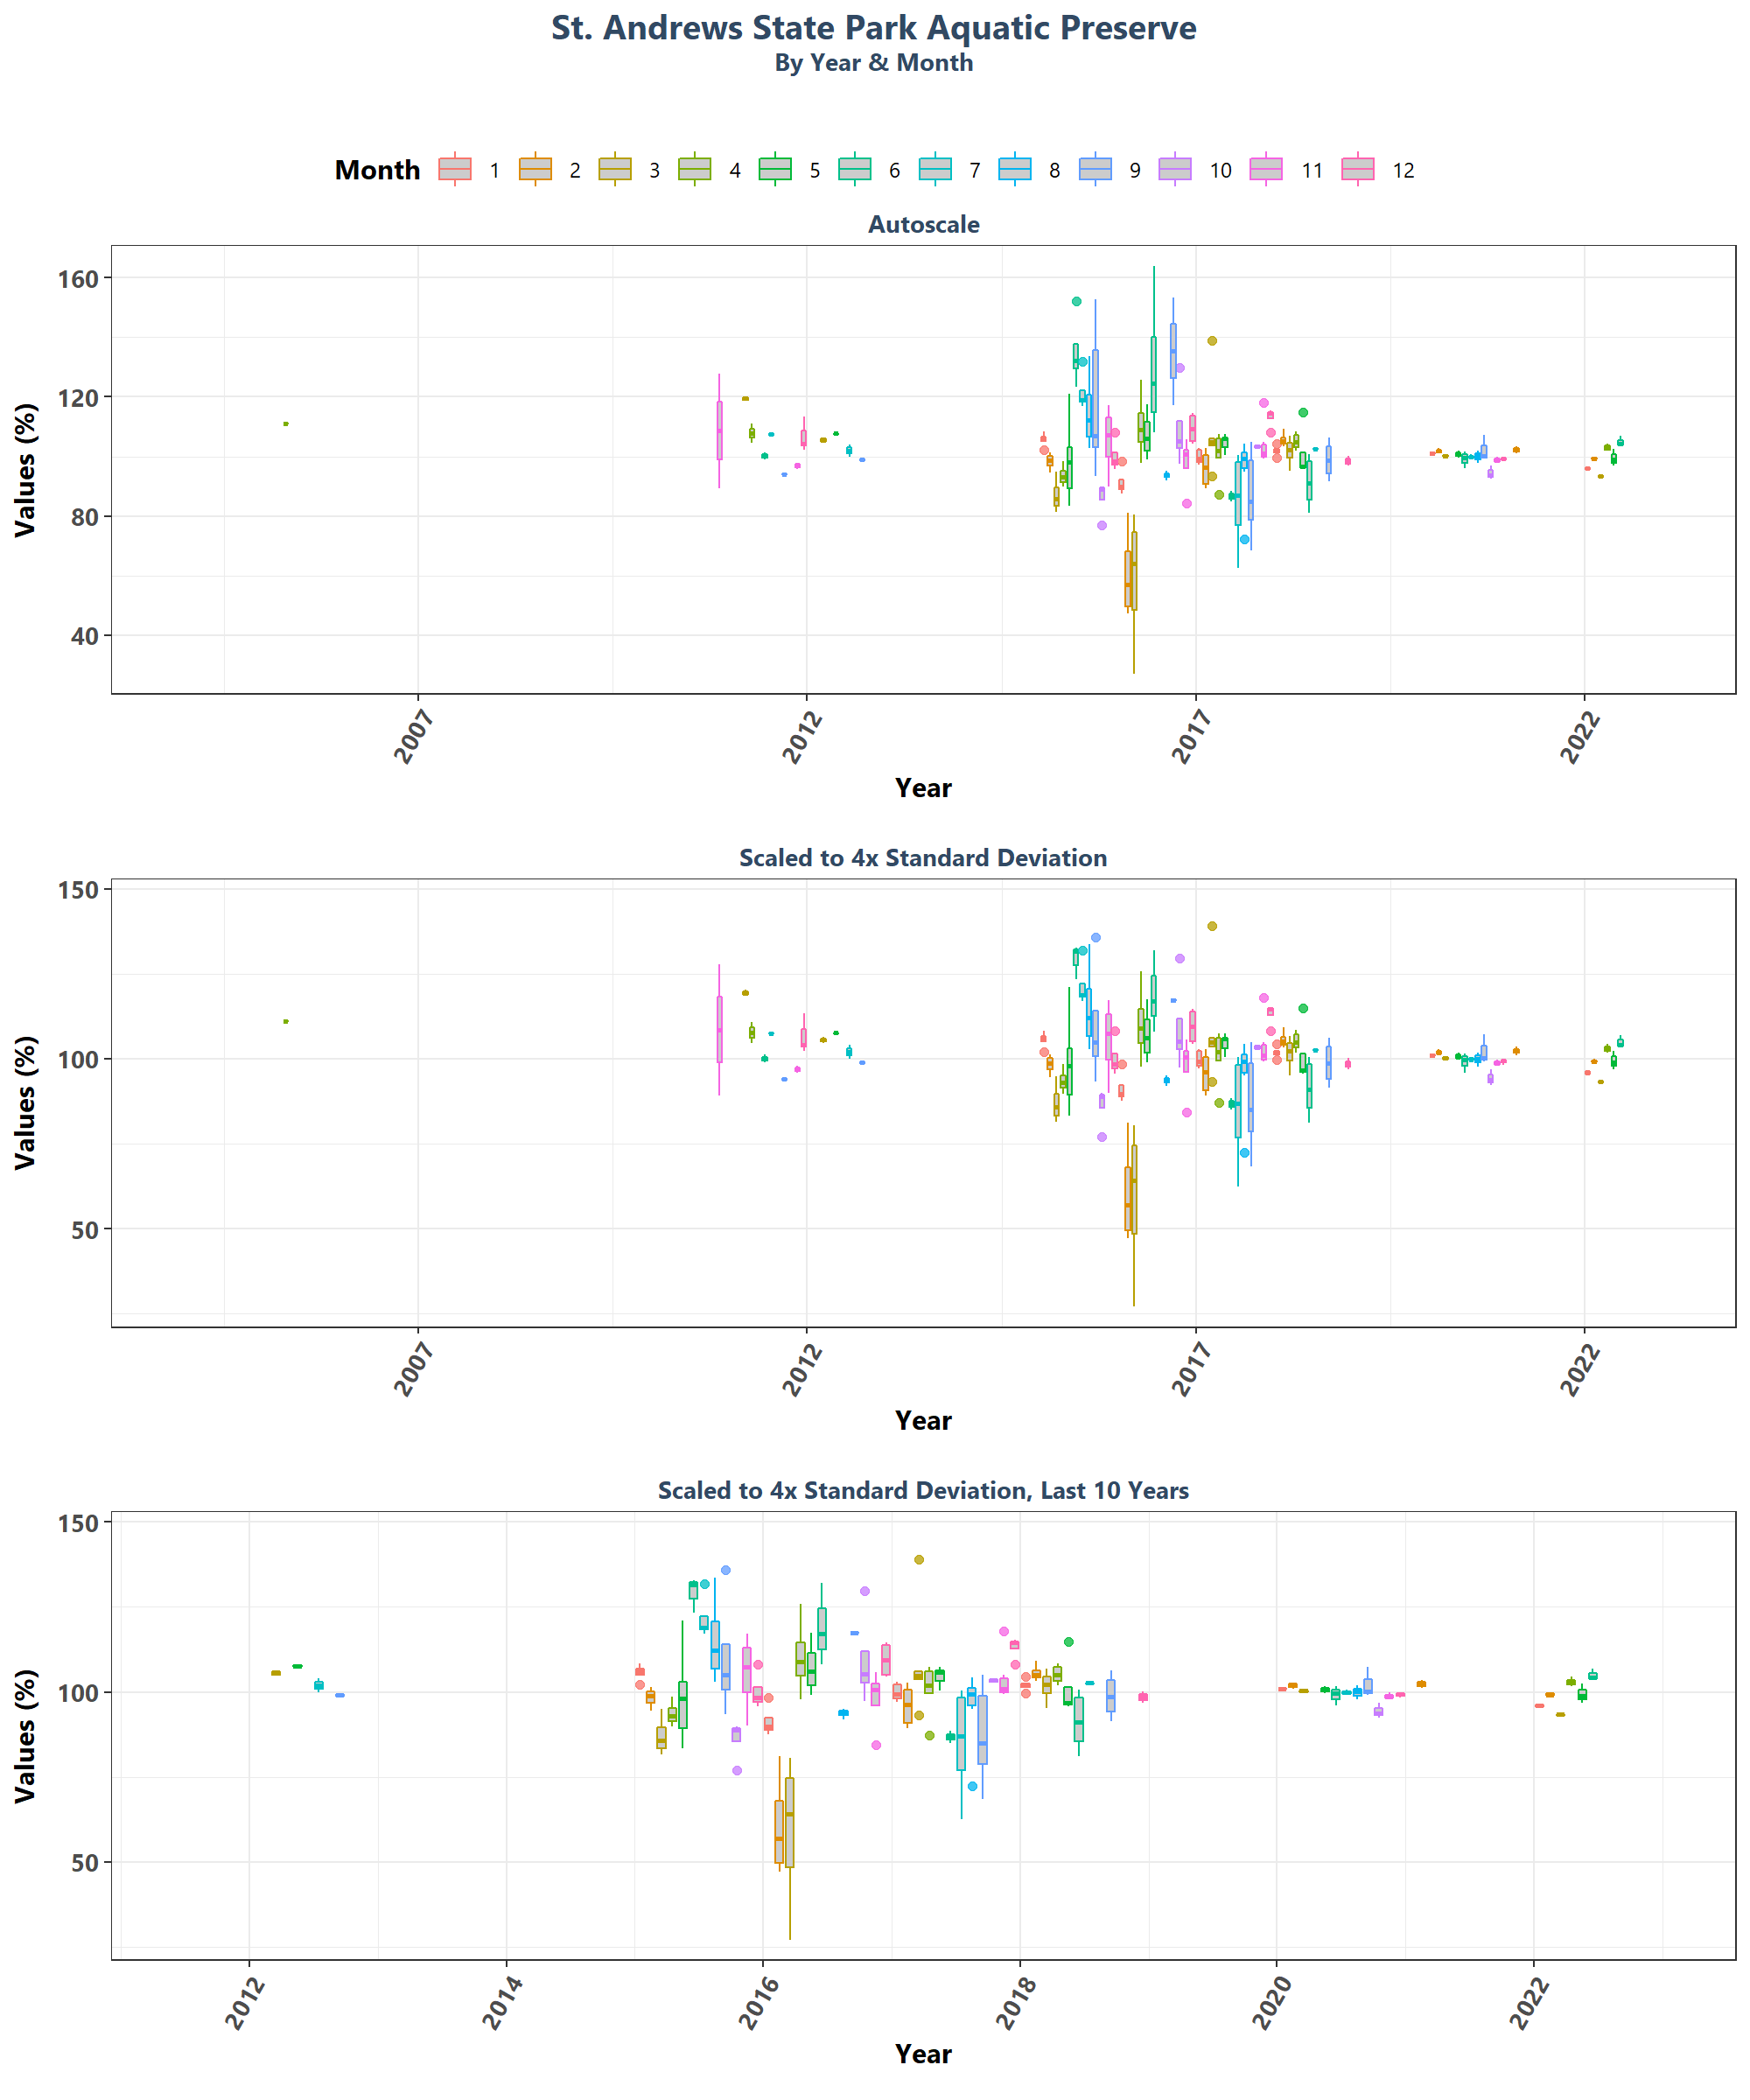 St. Andrews State Park Aquatic Preserve
By Year & Month
Month 1 2 3 4 5 6 7 8 9 10 11 12
Autoscale
160
120
80
40
Values (%)
2007 2012 2017 2022
Year
Scaled to 4x Standard Deviation
150
100
50
Values (%)
2007 2012 2017 2022
Year
Scaled to 4x Standard Deviation, Last 10 Years
150
100
50
Values (%)
2012 2014 2016 2018 2020 2022
Year